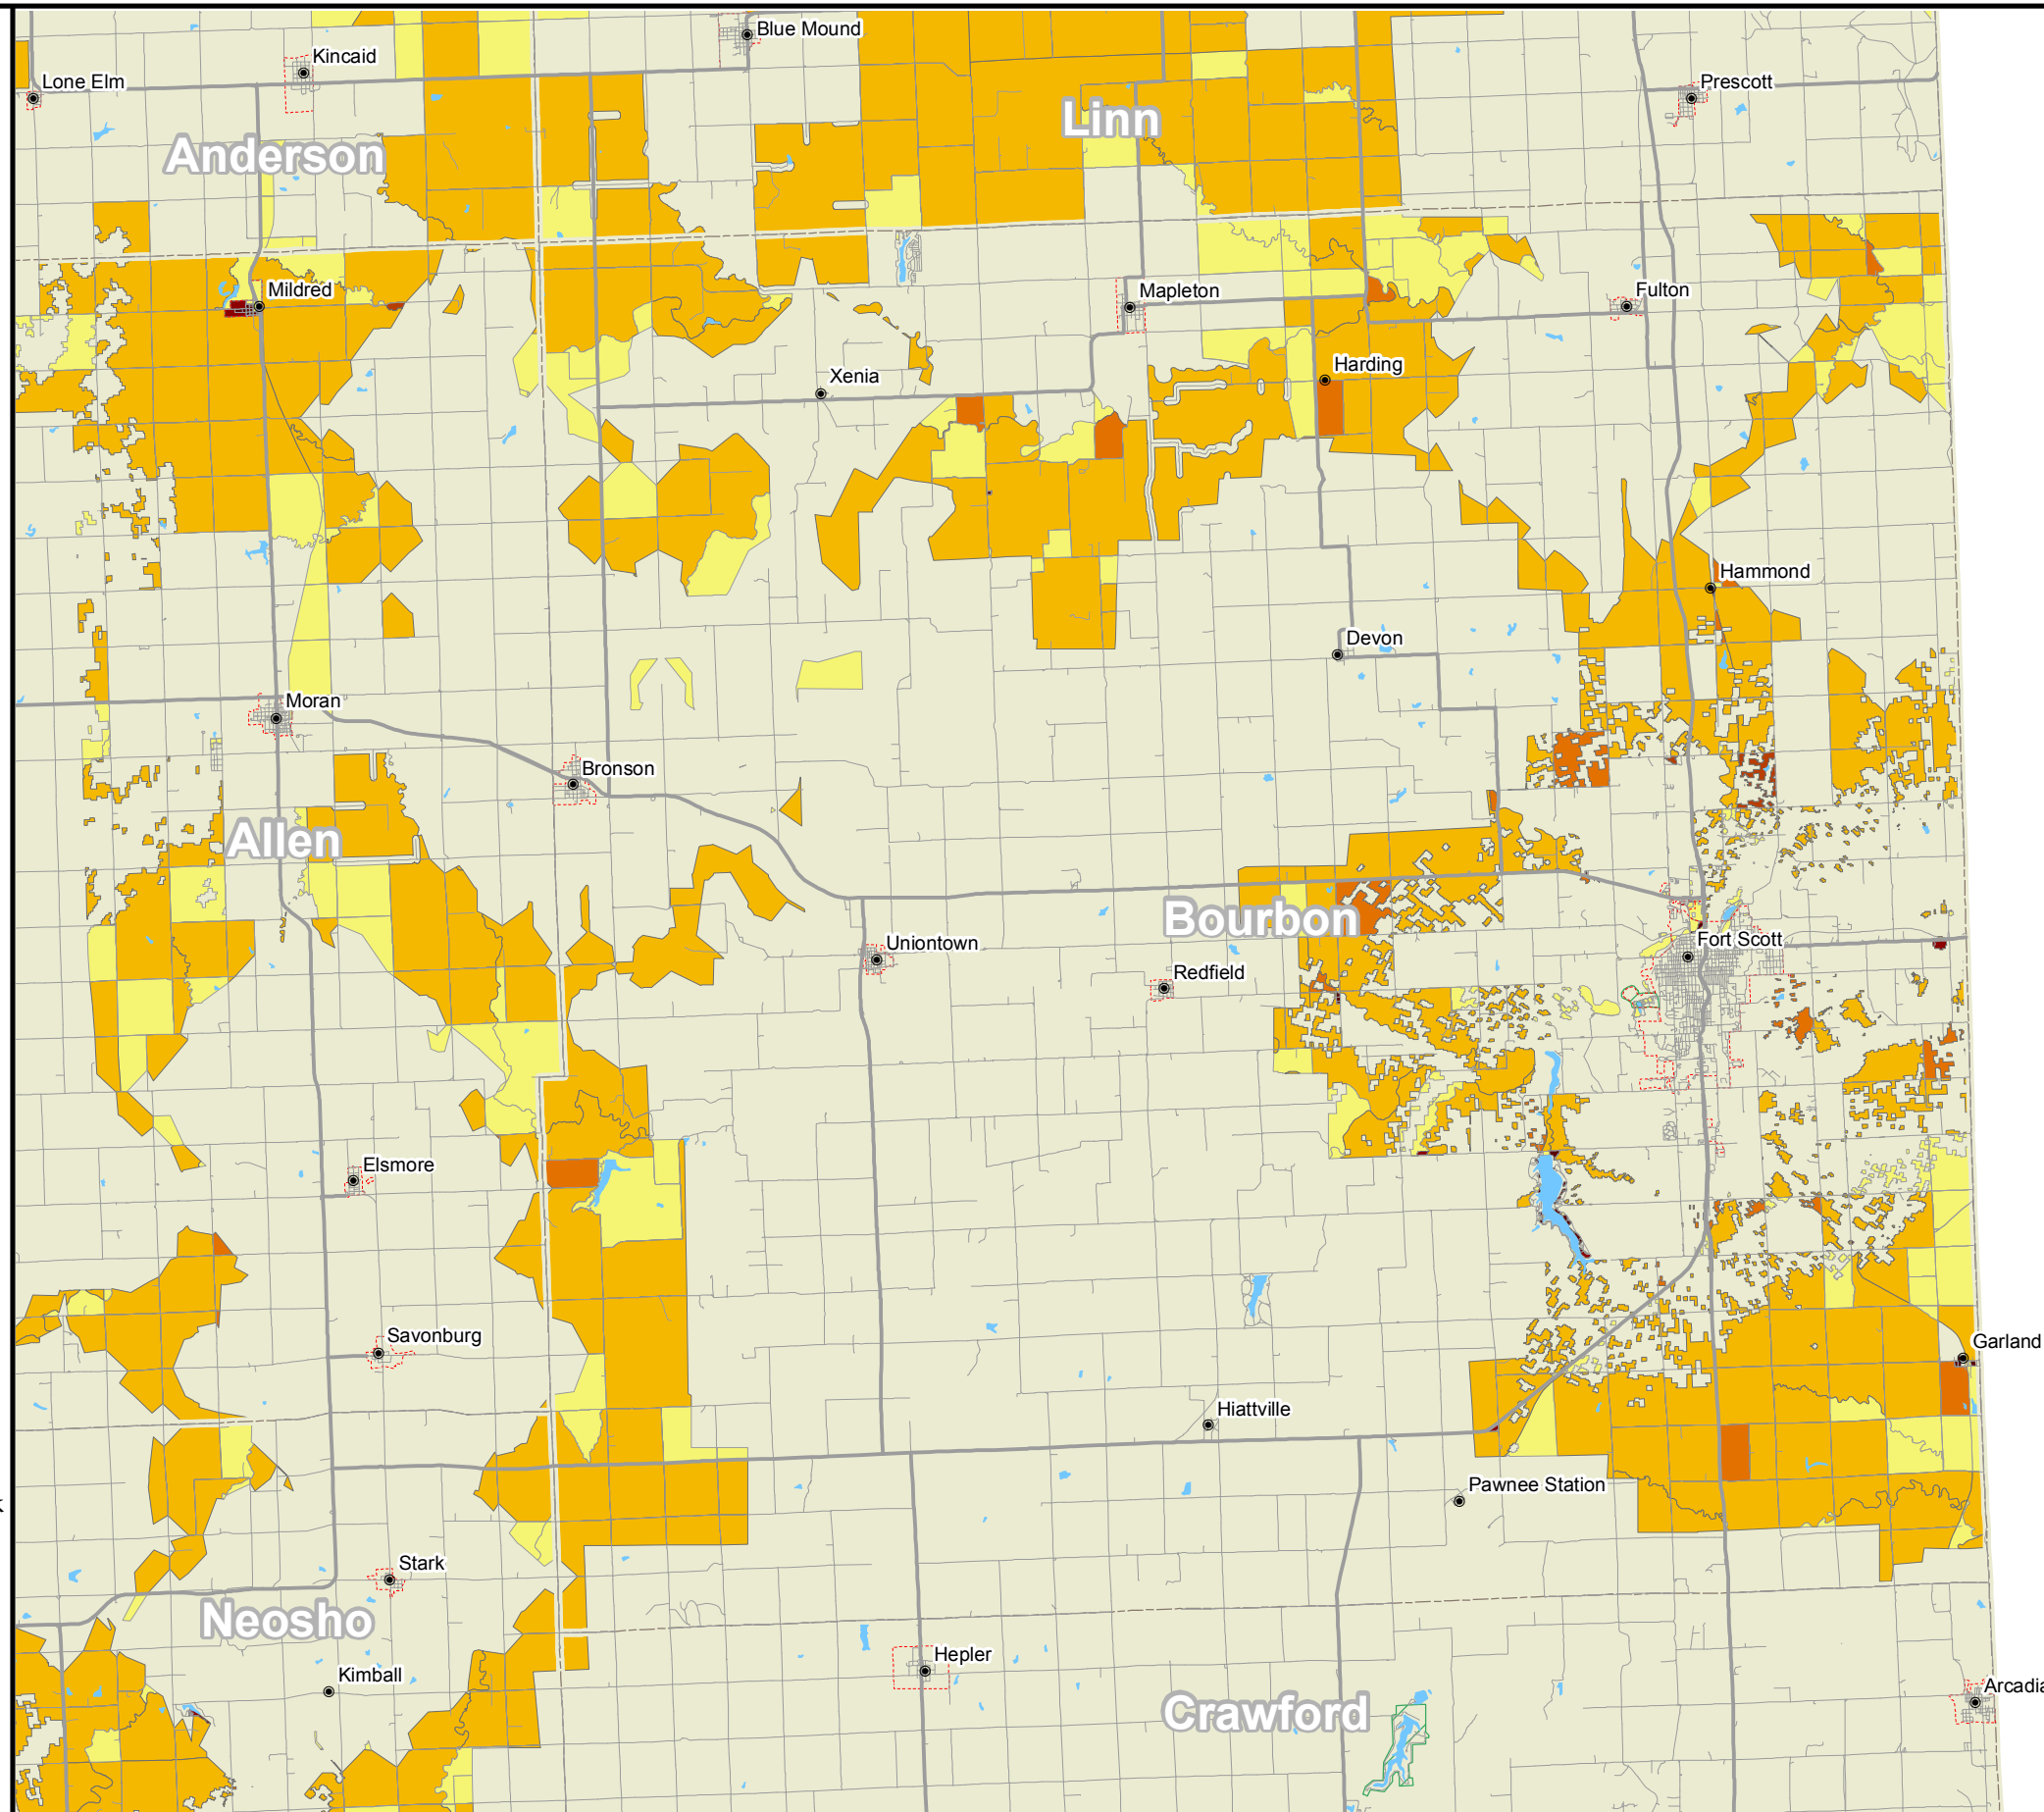 Blue Mound
Kincaid
Lone Elm
Prescott
Linn
Anderson
Mildred
Mapleton
Fulton
Harding
Xenia
Hammond
Devon
Moran
Bronson
Allen
Bourbon
Uniontown
Fort Scott
Redfield
Elsmore
Savonburg
Garland
Hiattville
Pawnee Station
Stark
Neosho
Hepler
Kimball
Arcadia
Crawford